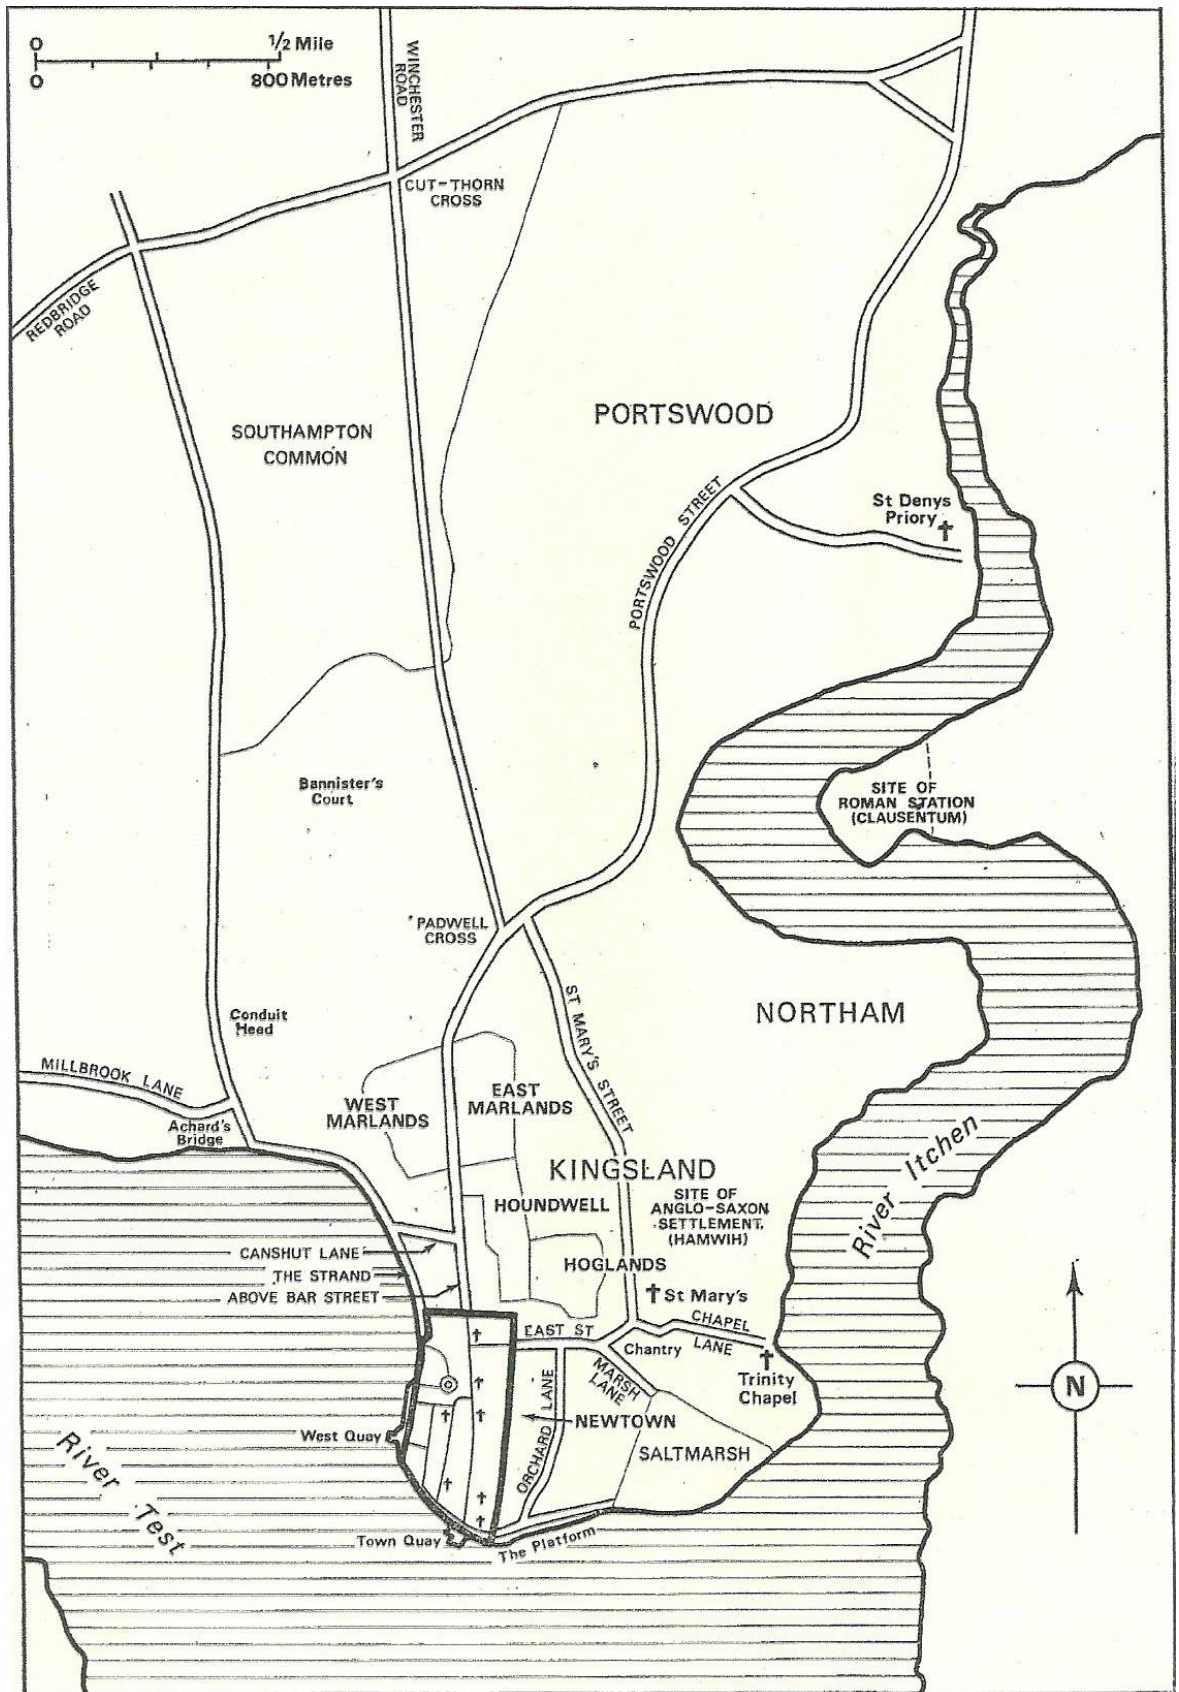 0 1/2 Mile
0 800 Metres
WINCHESTER
ROAD
CUT-THORN
CROSS
REDBRIDGE
ROAD
SOUTHAMPTON
COMMON
PORTSWOOD
PORTSWOOD STREET
St Denys
Priory
Bannister's
Court
SITE OF
ROMAN STATION
(CLAUSENTUM)
PADWELL
CROSS
NORTHAM
Conduit
Head
ST MARY'S STREET
MILLBROOK LANE
Achard's
Bridge
WEST
MARLANDS
EAST
MARLANDS
KINGSLAND
HOUNDWELL
SITE OF
ANGLO-SAXON
SETTLEMENT.
(HAMWIH)
River Itchen
CANSHUT LANE
THE STRAND
ABOVE BAR STREET
HOGLANDS
St Mary's
EAST ST
CHAPEL
LANE
Chantry
MARSH
LANE
Trinity
Chapel
N
ORCHARD LANE
NEWTOWN
SALTMARSH
West Quay
River Test
Town Quay
The Platform